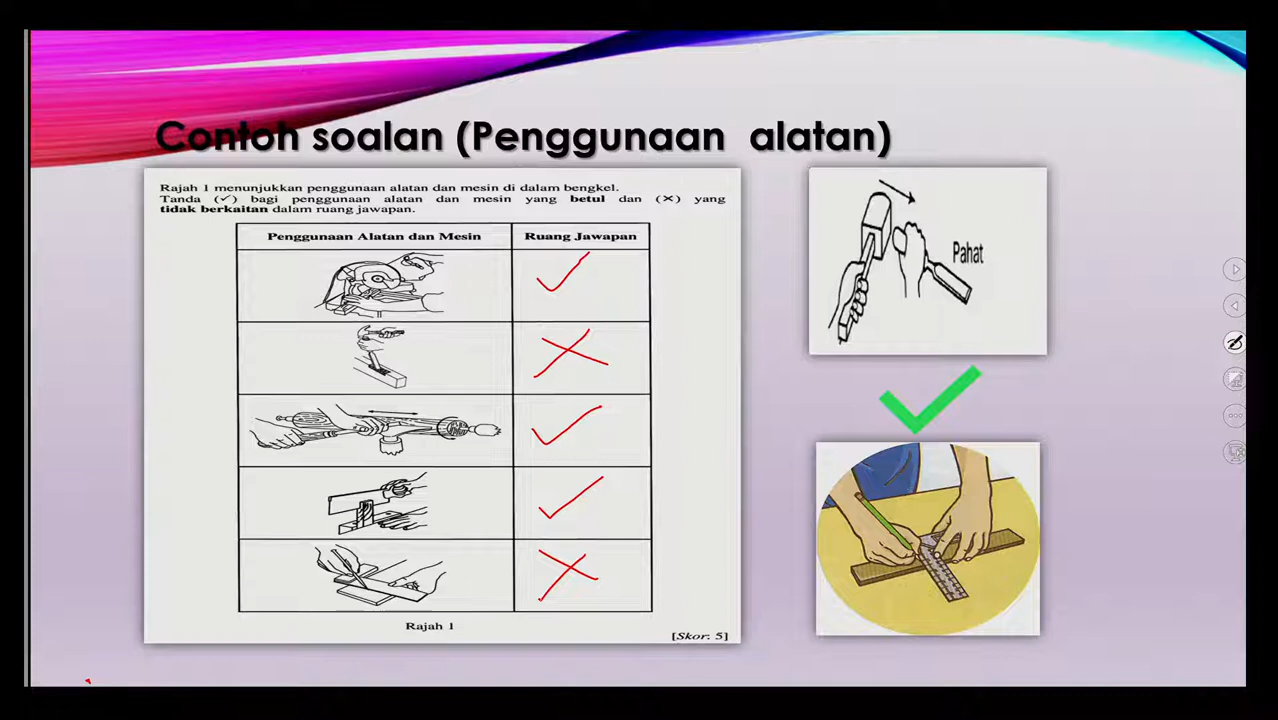 Contoh soalan (Penggunaan alatan)
Rajah 1 menunjukkan penggunaan alatan dan mesin di dalam bengkel.
Tanda (✓) bagi penggunaan alatan dan mesin yang betul dan (✕) yang
tidak berkaitan dalam ruang jawapan.
Penggunaan Alatan dan Mesin
Ruang Jawapan
Rajah 1
[Skor: 5]
Pahat